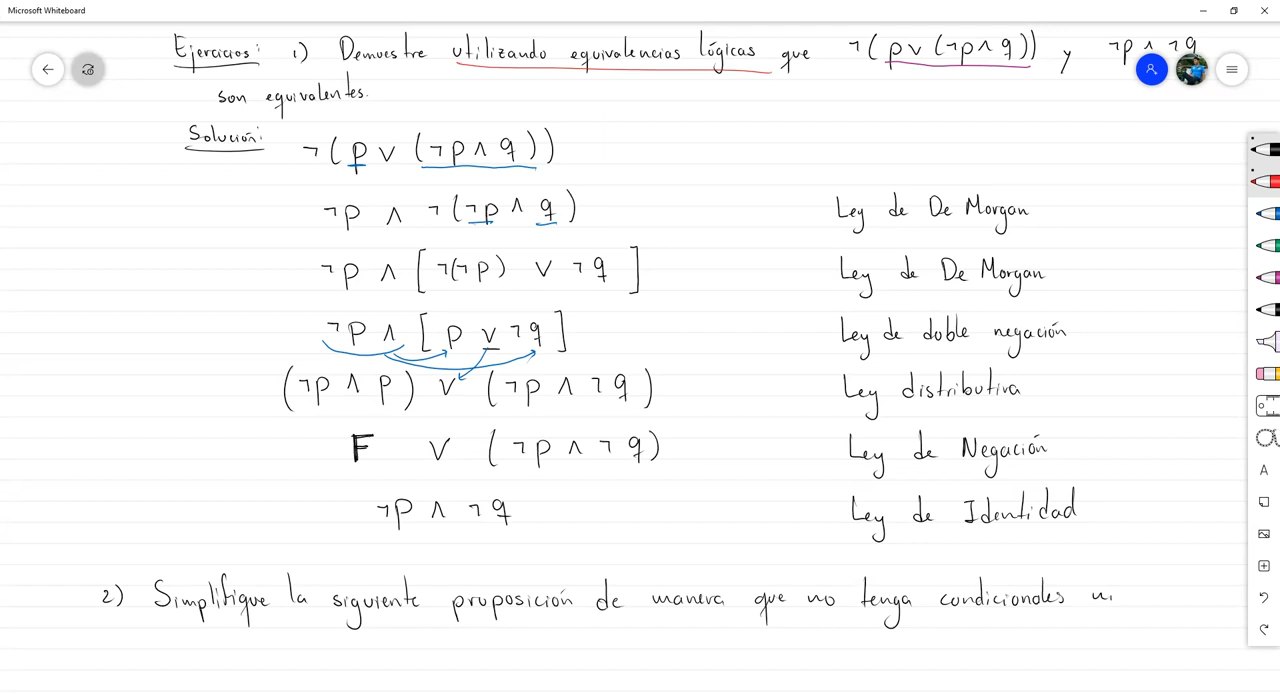 Microsoft Whiteboard
Ejercicios: 1) Demuestre utilizando equivalencias lógicas que ¬(p∨(¬p∧q)) y ¬p∧¬q
son equivalentes.
Solución: ¬(p∨(¬p∧q))
¬p ∧ ¬(¬p∧q) Ley de De Morgan
¬p ∧ [¬(¬p) ∨ ¬q] Ley de De Morgan
¬p ∧ [p ∨ ¬q] Ley de doble negación
(¬p ∧ p) ∨ (¬p ∧ ¬q) Ley distributiva
F ∨ (¬p ∧ ¬q) Ley de Negación
¬p ∧ ¬q Ley de Identidad
2) Simplifique la siguiente proposición de manera que no tenga condicionales
A